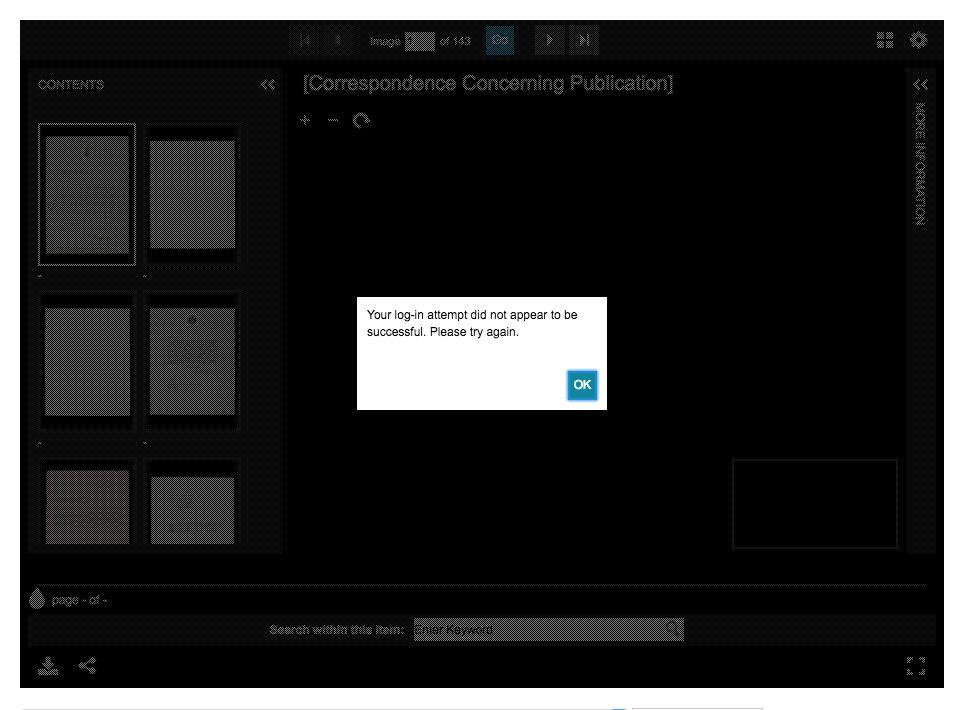 Image of 143 Go
CONTENTS
[Correspondence Concerning Publication]
MORE INFORMATION
Your log-in attempt did not appear to be
successful. Please try again.
OK
page - of -
Search within this item: Enter Keyword